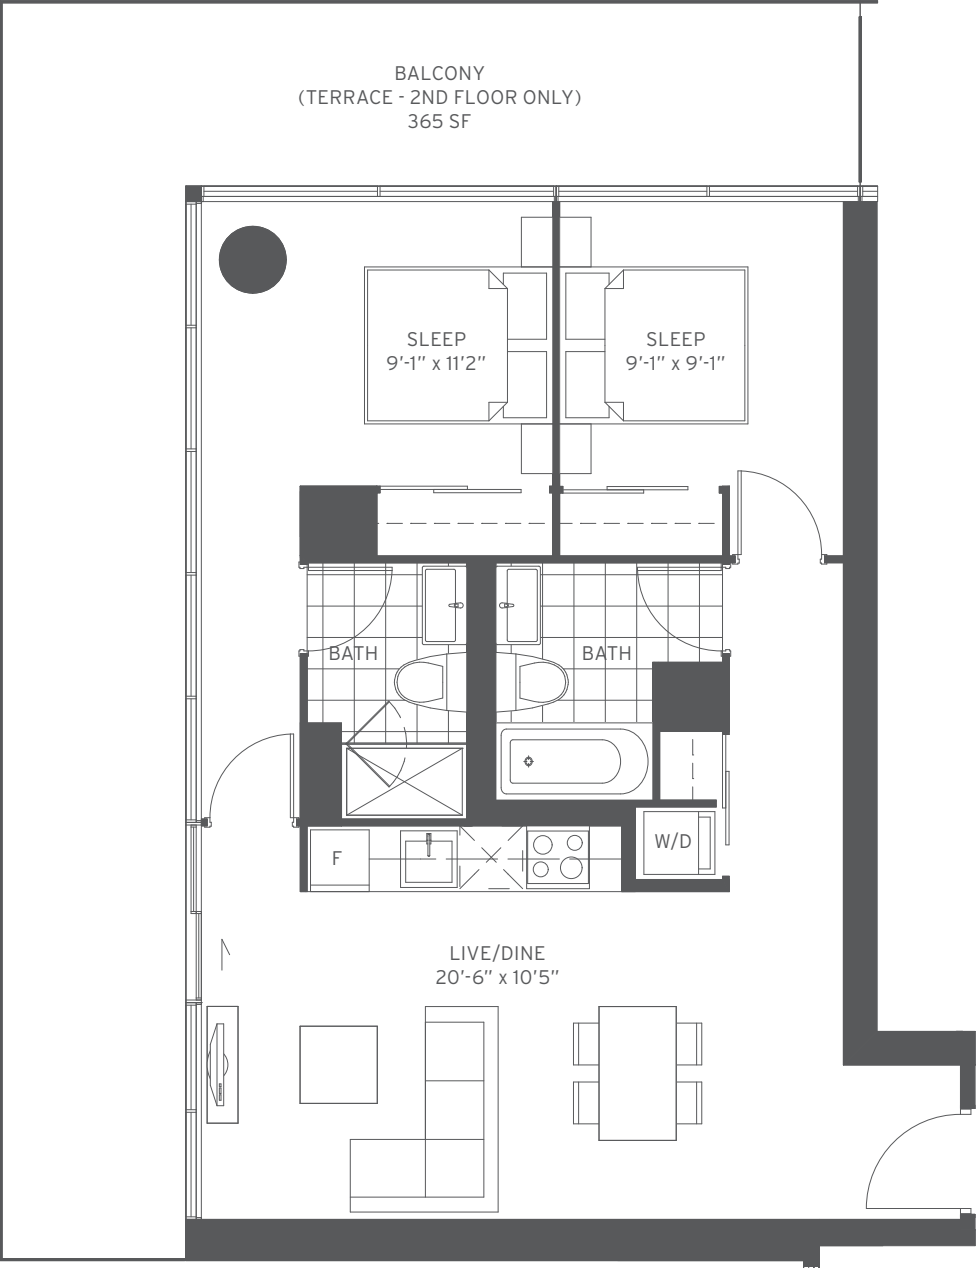 BALCONY
(TERRACE - 2ND FLOOR ONLY)
365 SF
SLEEP
9'-1" x 11'2"
SLEEP
9'-1" x 9'-1"
BATH
BATH
F
W/D
LIVE/DINE
20'-6" x 10'5"